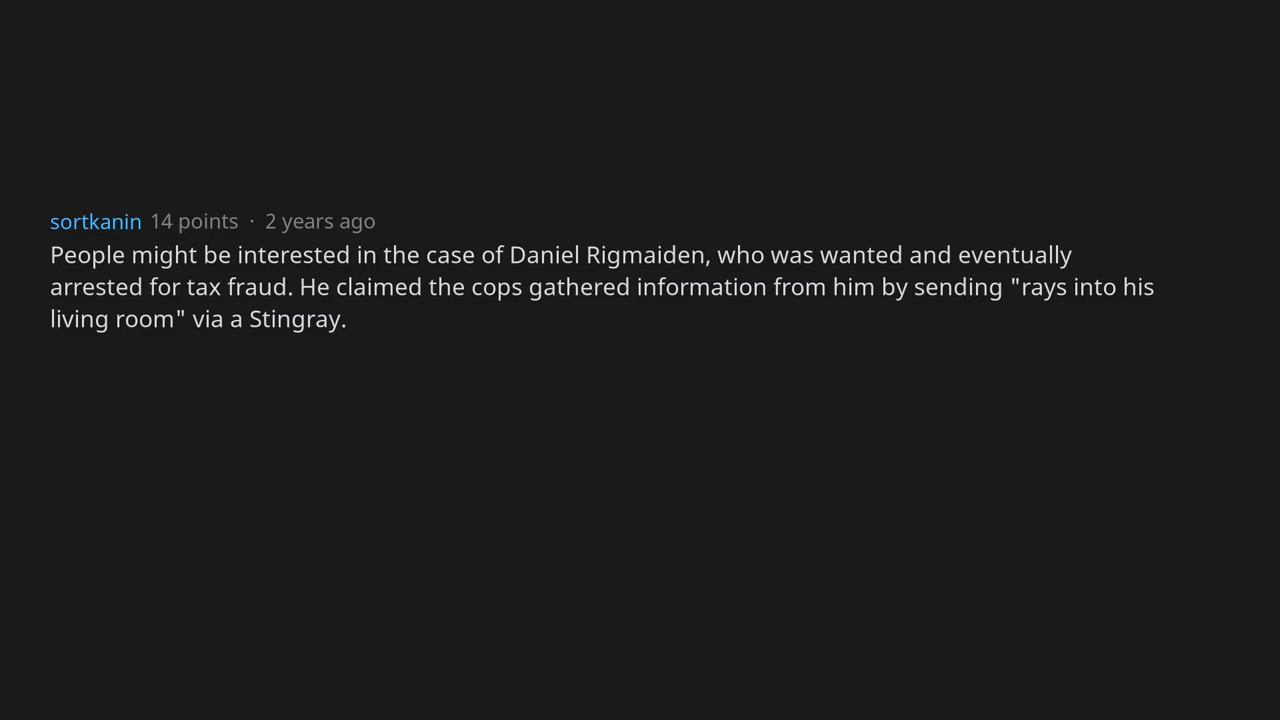 sortkanin 14 points · 2 years ago
People might be interested in the case of Daniel Rigmaiden, who was wanted and eventually
arrested for tax fraud. He claimed the cops gathered information from him by sending "rays into his
living room" via a Stingray.